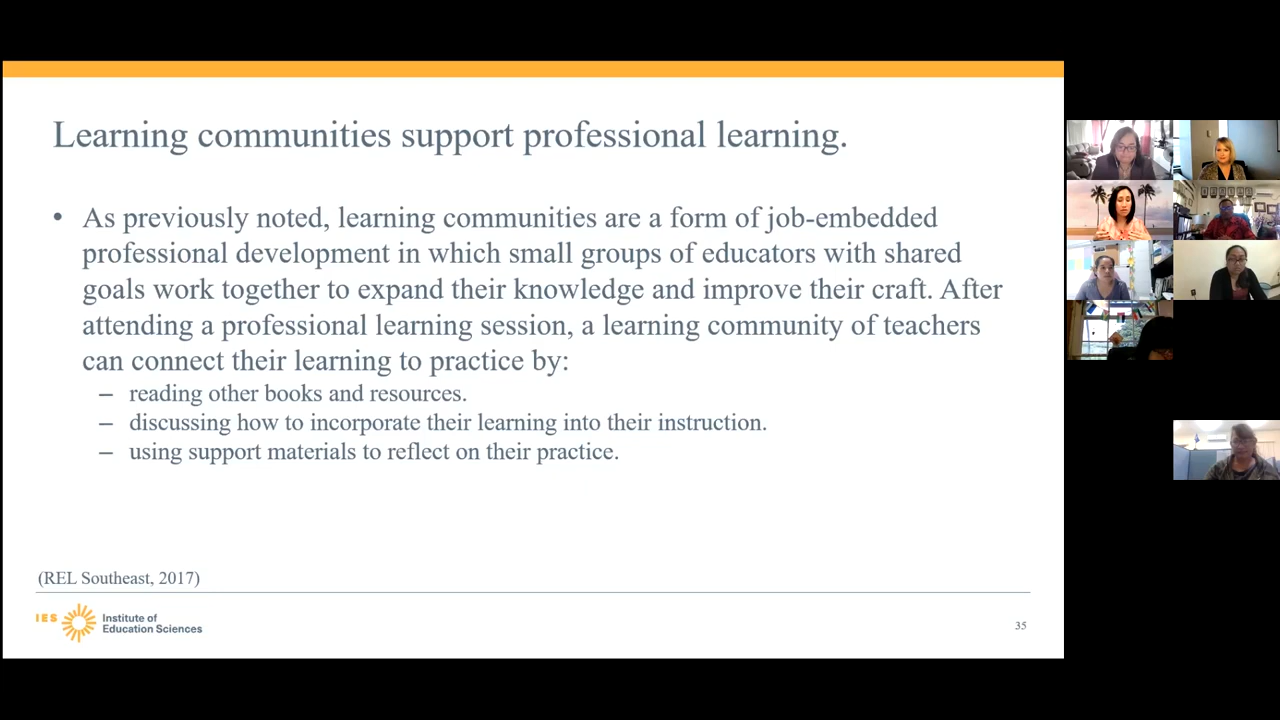 Learning communities support professional learning.
• As previously noted, learning communities are a form of job-embedded
professional development in which small groups of educators with shared
goals work together to expand their knowledge and improve their craft. After
attending a professional learning session, a learning community of teachers
can connect their learning to practice by:
– reading other books and resources.
– discussing how to incorporate their learning into their instruction.
– using support materials to reflect on their practice.
(REL Southeast, 2017)
IES
Institute of
Education Sciences
35